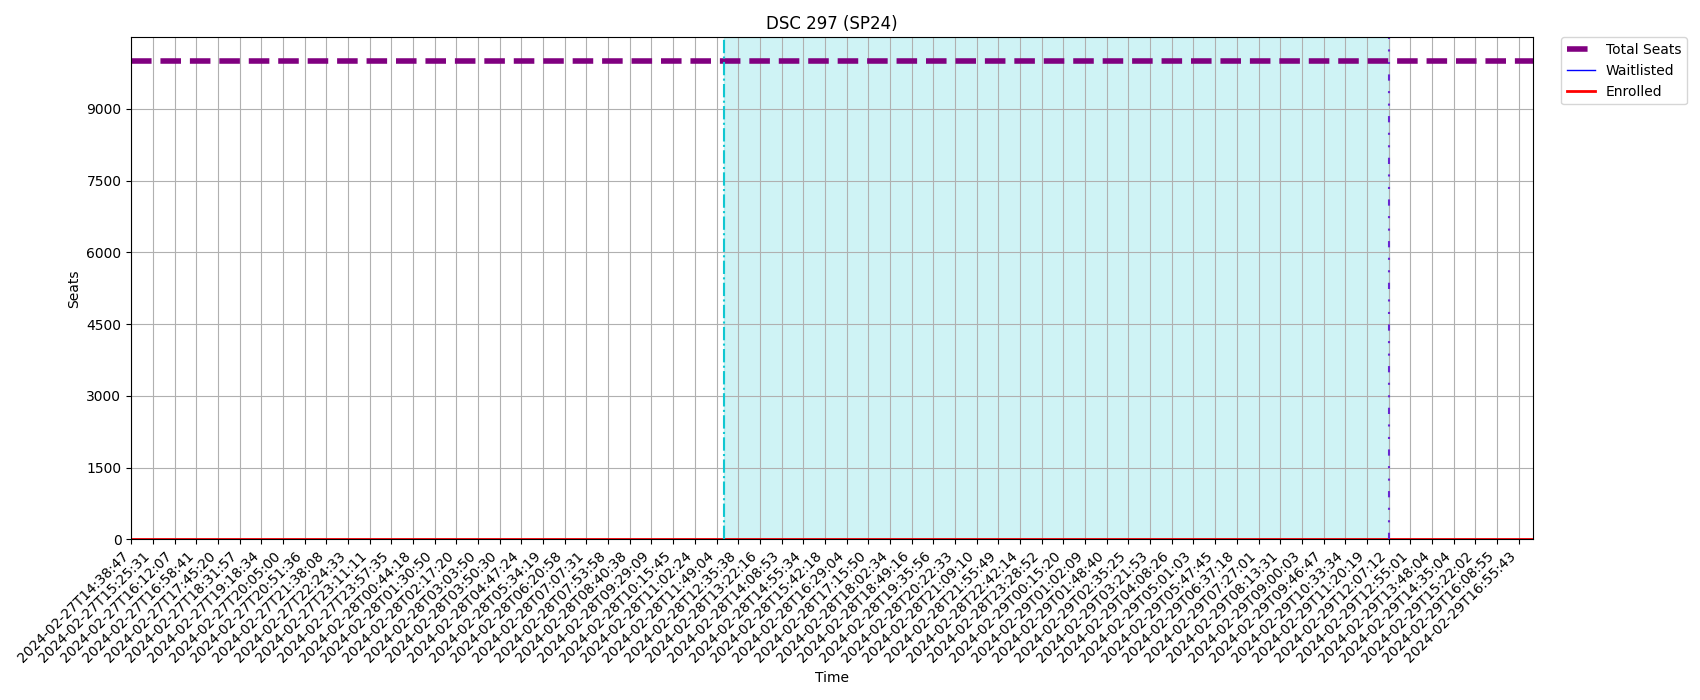 DSC 297 (SP24)
Total Seats
Waitlisted
Enrolled
Seats
9000
7500
6000
4500
3000
1500
0
2024-02-27T14:38:47
2024-02-27T15:25:31
2024-02-27T16:12:07
2024-02-27T16:58:41
2024-02-27T17:45:20
2024-02-27T18:31:57
2024-02-27T19:18:34
2024-02-27T20:05:00
2024-02-27T20:51:36
2024-02-27T21:38:08
2024-02-27T22:24:33
2024-02-27T23:11:11
2024-02-27T23:57:35
2024-02-28T00:44:18
2024-02-28T01:30:50
2024-02-28T02:17:20
2024-02-28T03:03:50
2024-02-28T03:50:30
2024-02-28T04:47:24
2024-02-28T05:34:19
2024-02-28T06:20:58
2024-02-28T07:07:31
2024-02-28T07:53:58
2024-02-28T08:40:38
2024-02-28T09:29:09
2024-02-28T10:15:45
2024-02-28T11:02:24
2024-02-28T11:49:04
2024-02-28T12:35:38
2024-02-28T13:22:16
2024-02-28T14:08:53
2024-02-28T14:55:34
2024-02-28T15:42:18
2024-02-28T16:29:04
2024-02-28T17:15:50
2024-02-28T18:02:34
2024-02-28T18:49:16
2024-02-28T19:35:56
2024-02-28T20:22:33
2024-02-28T21:09:10
2024-02-28T21:55:49
2024-02-28T22:42:14
2024-02-28T23:28:52
2024-02-29T00:15:20
2024-02-29T01:02:09
2024-02-29T01:48:40
2024-02-29T02:35:25
2024-02-29T03:21:53
2024-02-29T04:08:26
2024-02-29T05:01:03
2024-02-29T05:47:45
2024-02-29T06:37:18
2024-02-29T07:27:01
2024-02-29T08:13:31
2024-02-29T09:00:03
2024-02-29T09:46:47
2024-02-29T10:33:34
2024-02-29T11:20:19
2024-02-29T12:07:12
2024-02-29T12:55:01
2024-02-29T13:48:04
2024-02-29T14:35:04
2024-02-29T15:22:02
2024-02-29T16:08:55
2024-02-29T16:55:43
Time